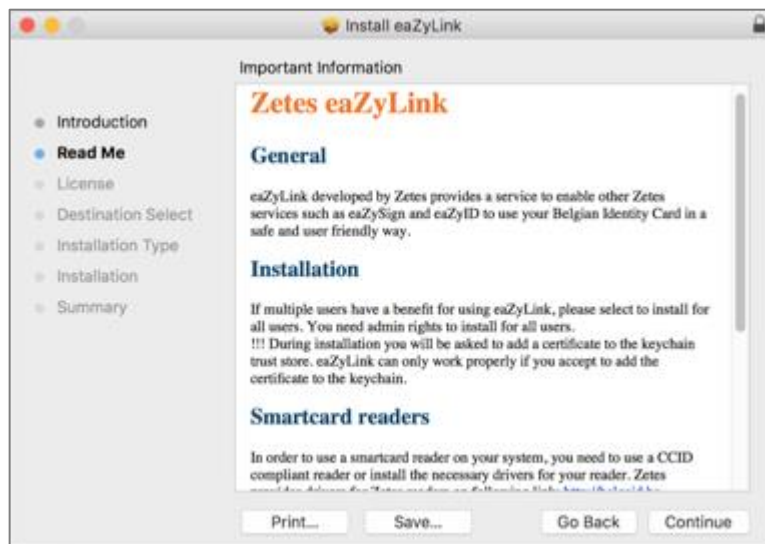 Install eaZyLink
Important Information
Introduction
Read Me
License
Destination Select
Installation Type
Installation
Summary
Zetes eaZyLink
General
eaZyLink developed by Zetes provides a service to enable other Zetes
services such as eaZySign and eaZyID to use your Belgian Identity Card in a
safe and user friendly way.
Installation
If multiple users have a benefit for using eaZyLink, please select to install for
all users. You need admin rights to install for all users.
!!! During installation you will be asked to add a certificate to the keychain
trust store. eaZyLink can only work properly if you accept to add the
certificate to the keychain.
Smartcard readers
In order to use a smartcard reader on your system, you need to use a CCID
compliant reader or install the necessary drivers for your reader. Zetes
Print...
Save...
Go Back
Continue